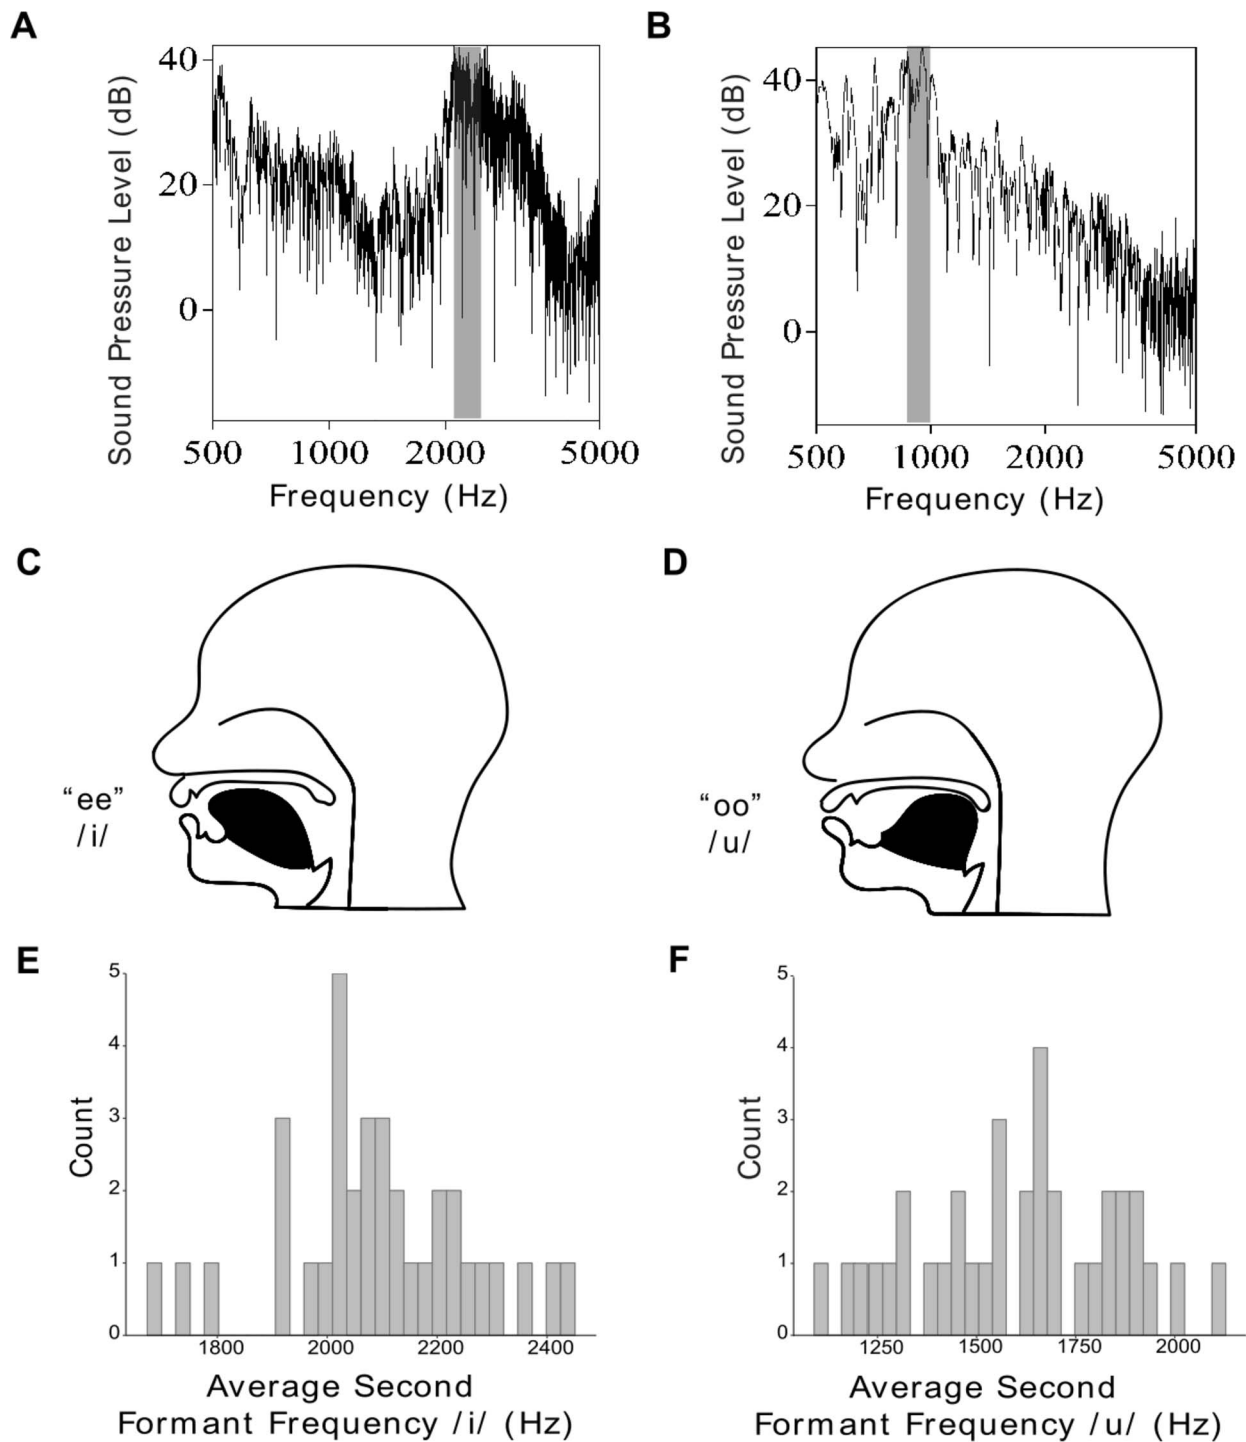 A
B
Sound Pressure Level (dB)
40
20
0
500 1000 2000 5000
Frequency (Hz)
Sound Pressure Level (dB)
40
20
0
500 1000 2000 5000
Frequency (Hz)
C
D
“ee”
/i/
“oo”
/u/
E
F
Count
5
4
3
2
1
0
1800 2000 2200 2400
Average Second
Formant Frequency /i/ (Hz)
Count
5
4
3
2
1
0
1250 1500 1750 2000
Average Second
Formant Frequency /u/ (Hz)